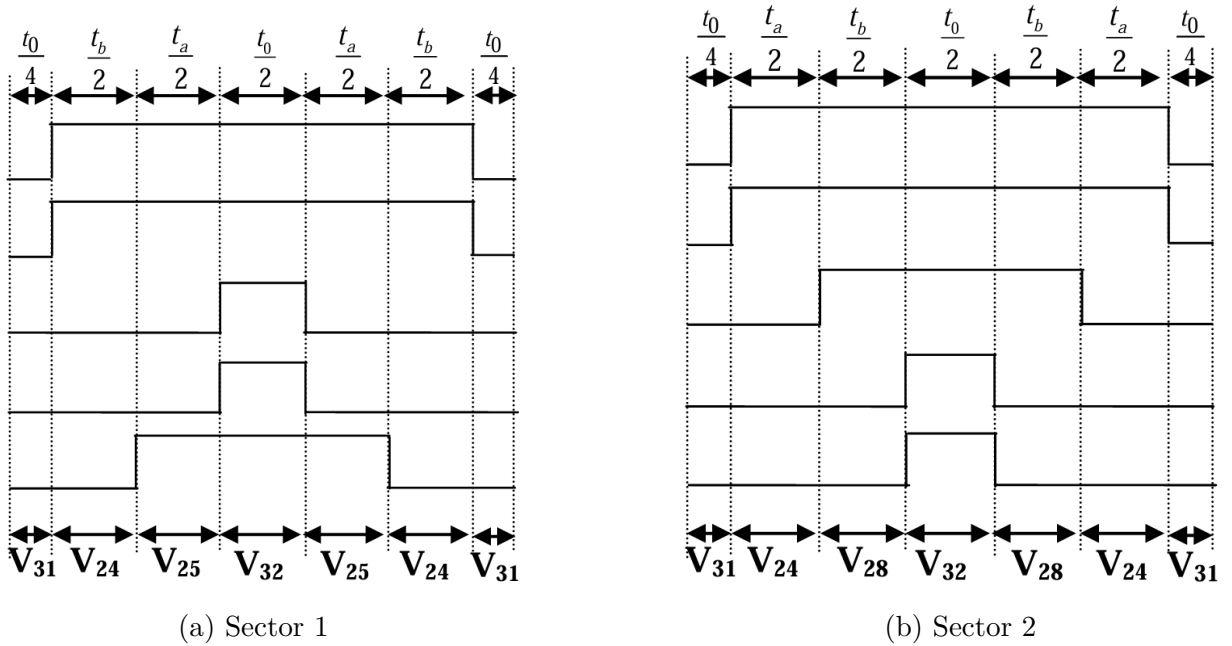 t0/4 tb/2 ta/2 t0/2 ta/2 tb/2 t0/4
V31 V24 V25 V32 V25 V24 V31
(a) Sector 1
t0/4 ta/2 tb/2 t0/2 tb/2 ta/2 t0/4
V31 V24 V28 V32 V28 V24 V31
(b) Sector 2